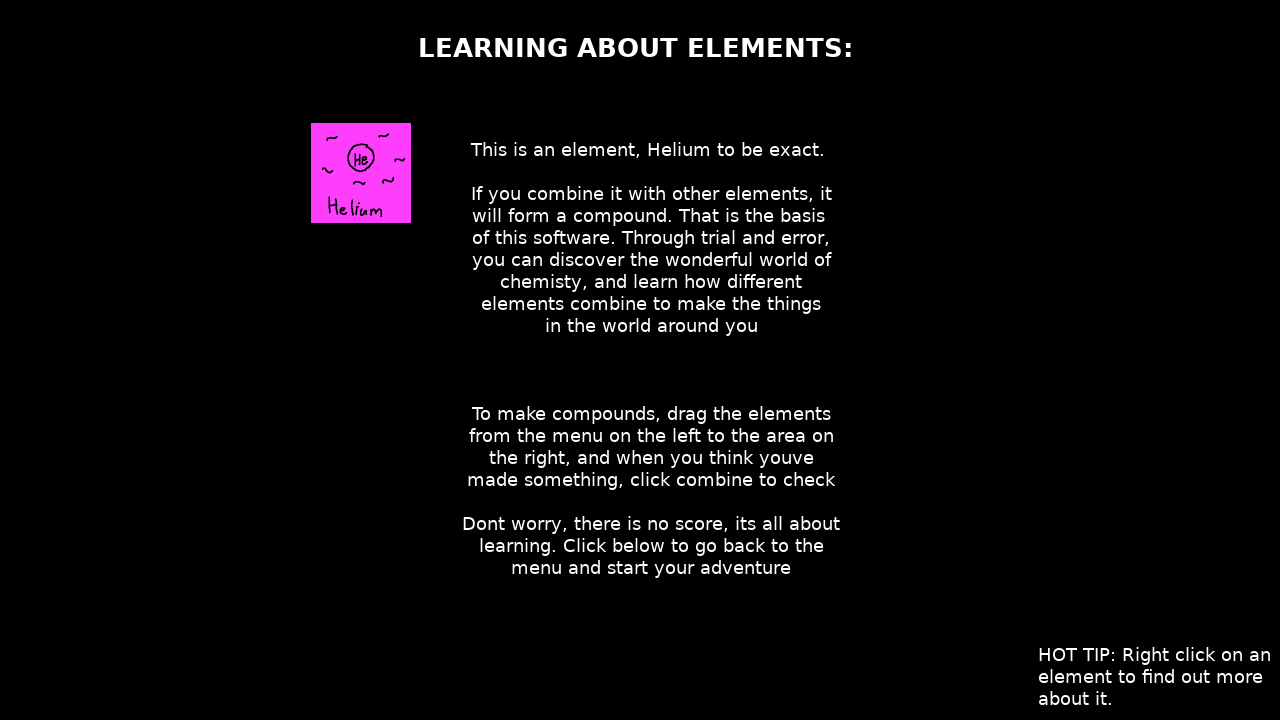 LEARNING ABOUT ELEMENTS:
He
Helium
This is an element, Helium to be exact.
If you combine it with other elements, it
will form a compound. That is the basis
of this software. Through trial and error,
you can discover the wonderful world of
chemisty, and learn how different
elements combine to make the things
in the world around you
To make compounds, drag the elements
from the menu on the left to the area on
the right, and when you think youve
made something, click combine to check
Dont worry, there is no score, its all about
learning. Click below to go back to the
menu and start your adventure
HOT TIP: Right click on an
element to find out more
about it.